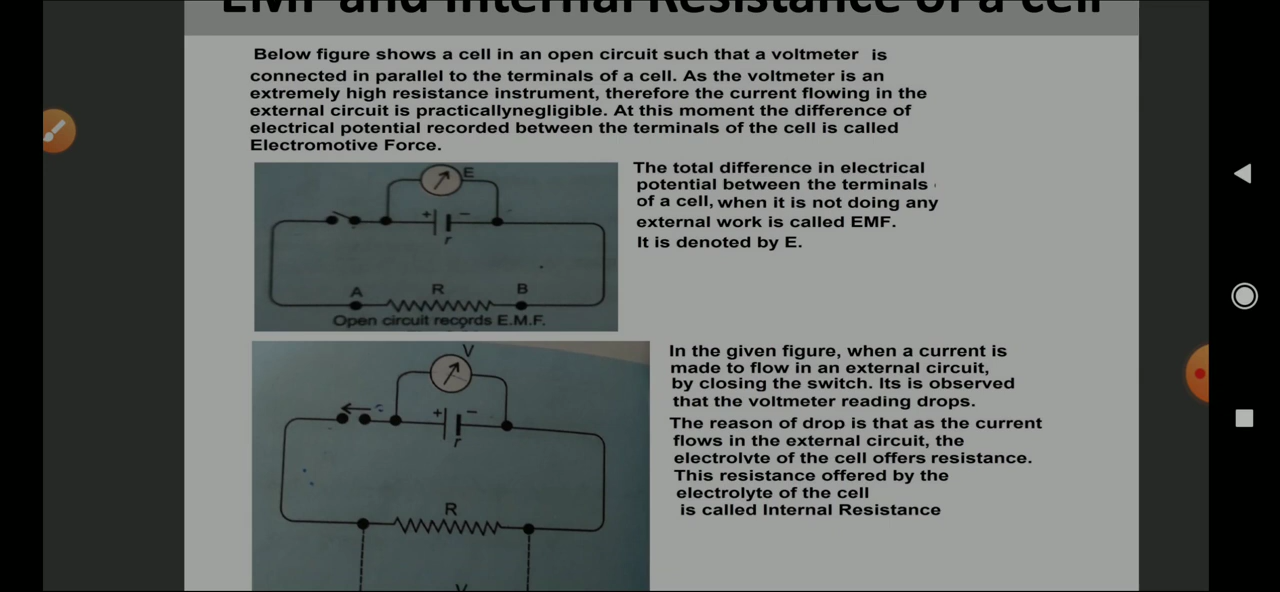 EMF and Internal Resistance of a cell
Below figure shows a cell in an open circuit such that a voltmeter is
connected in parallel to the terminals of a cell. As the voltmeter is an
extremely high resistance instrument, therefore the current flowing in the
external circuit is practicallynegligible. At this moment the difference of
electrical potential recorded between the terminals of the cell is called
Electromotive Force.
E
+ −
r
A R B
Open circuit records E.M.F.
The total difference in electrical
potential between the terminals
of a cell, when it is not doing any
external work is called EMF.
It is denoted by E.
V
+ −
r
R
V
In the given figure, when a current is
made to flow in an external circuit,
by closing the switch. Its is observed
that the voltmeter reading drops.
The reason of drop is that as the current
flows in the external circuit, the
electrolyte of the cell offers resistance.
This resistance offered by the
electrolyte of the cell
is called Internal Resistance